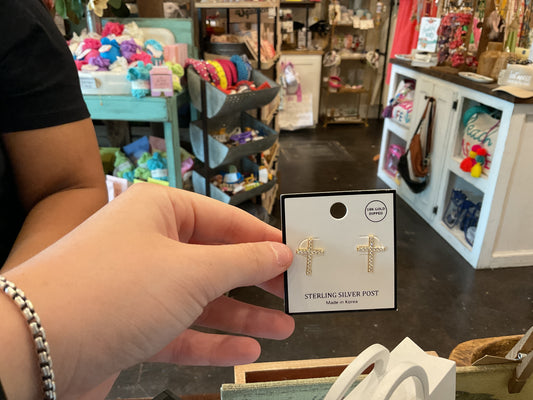 18K GOLD
DIPPED
STERLING SILVER POST
Made in Korea